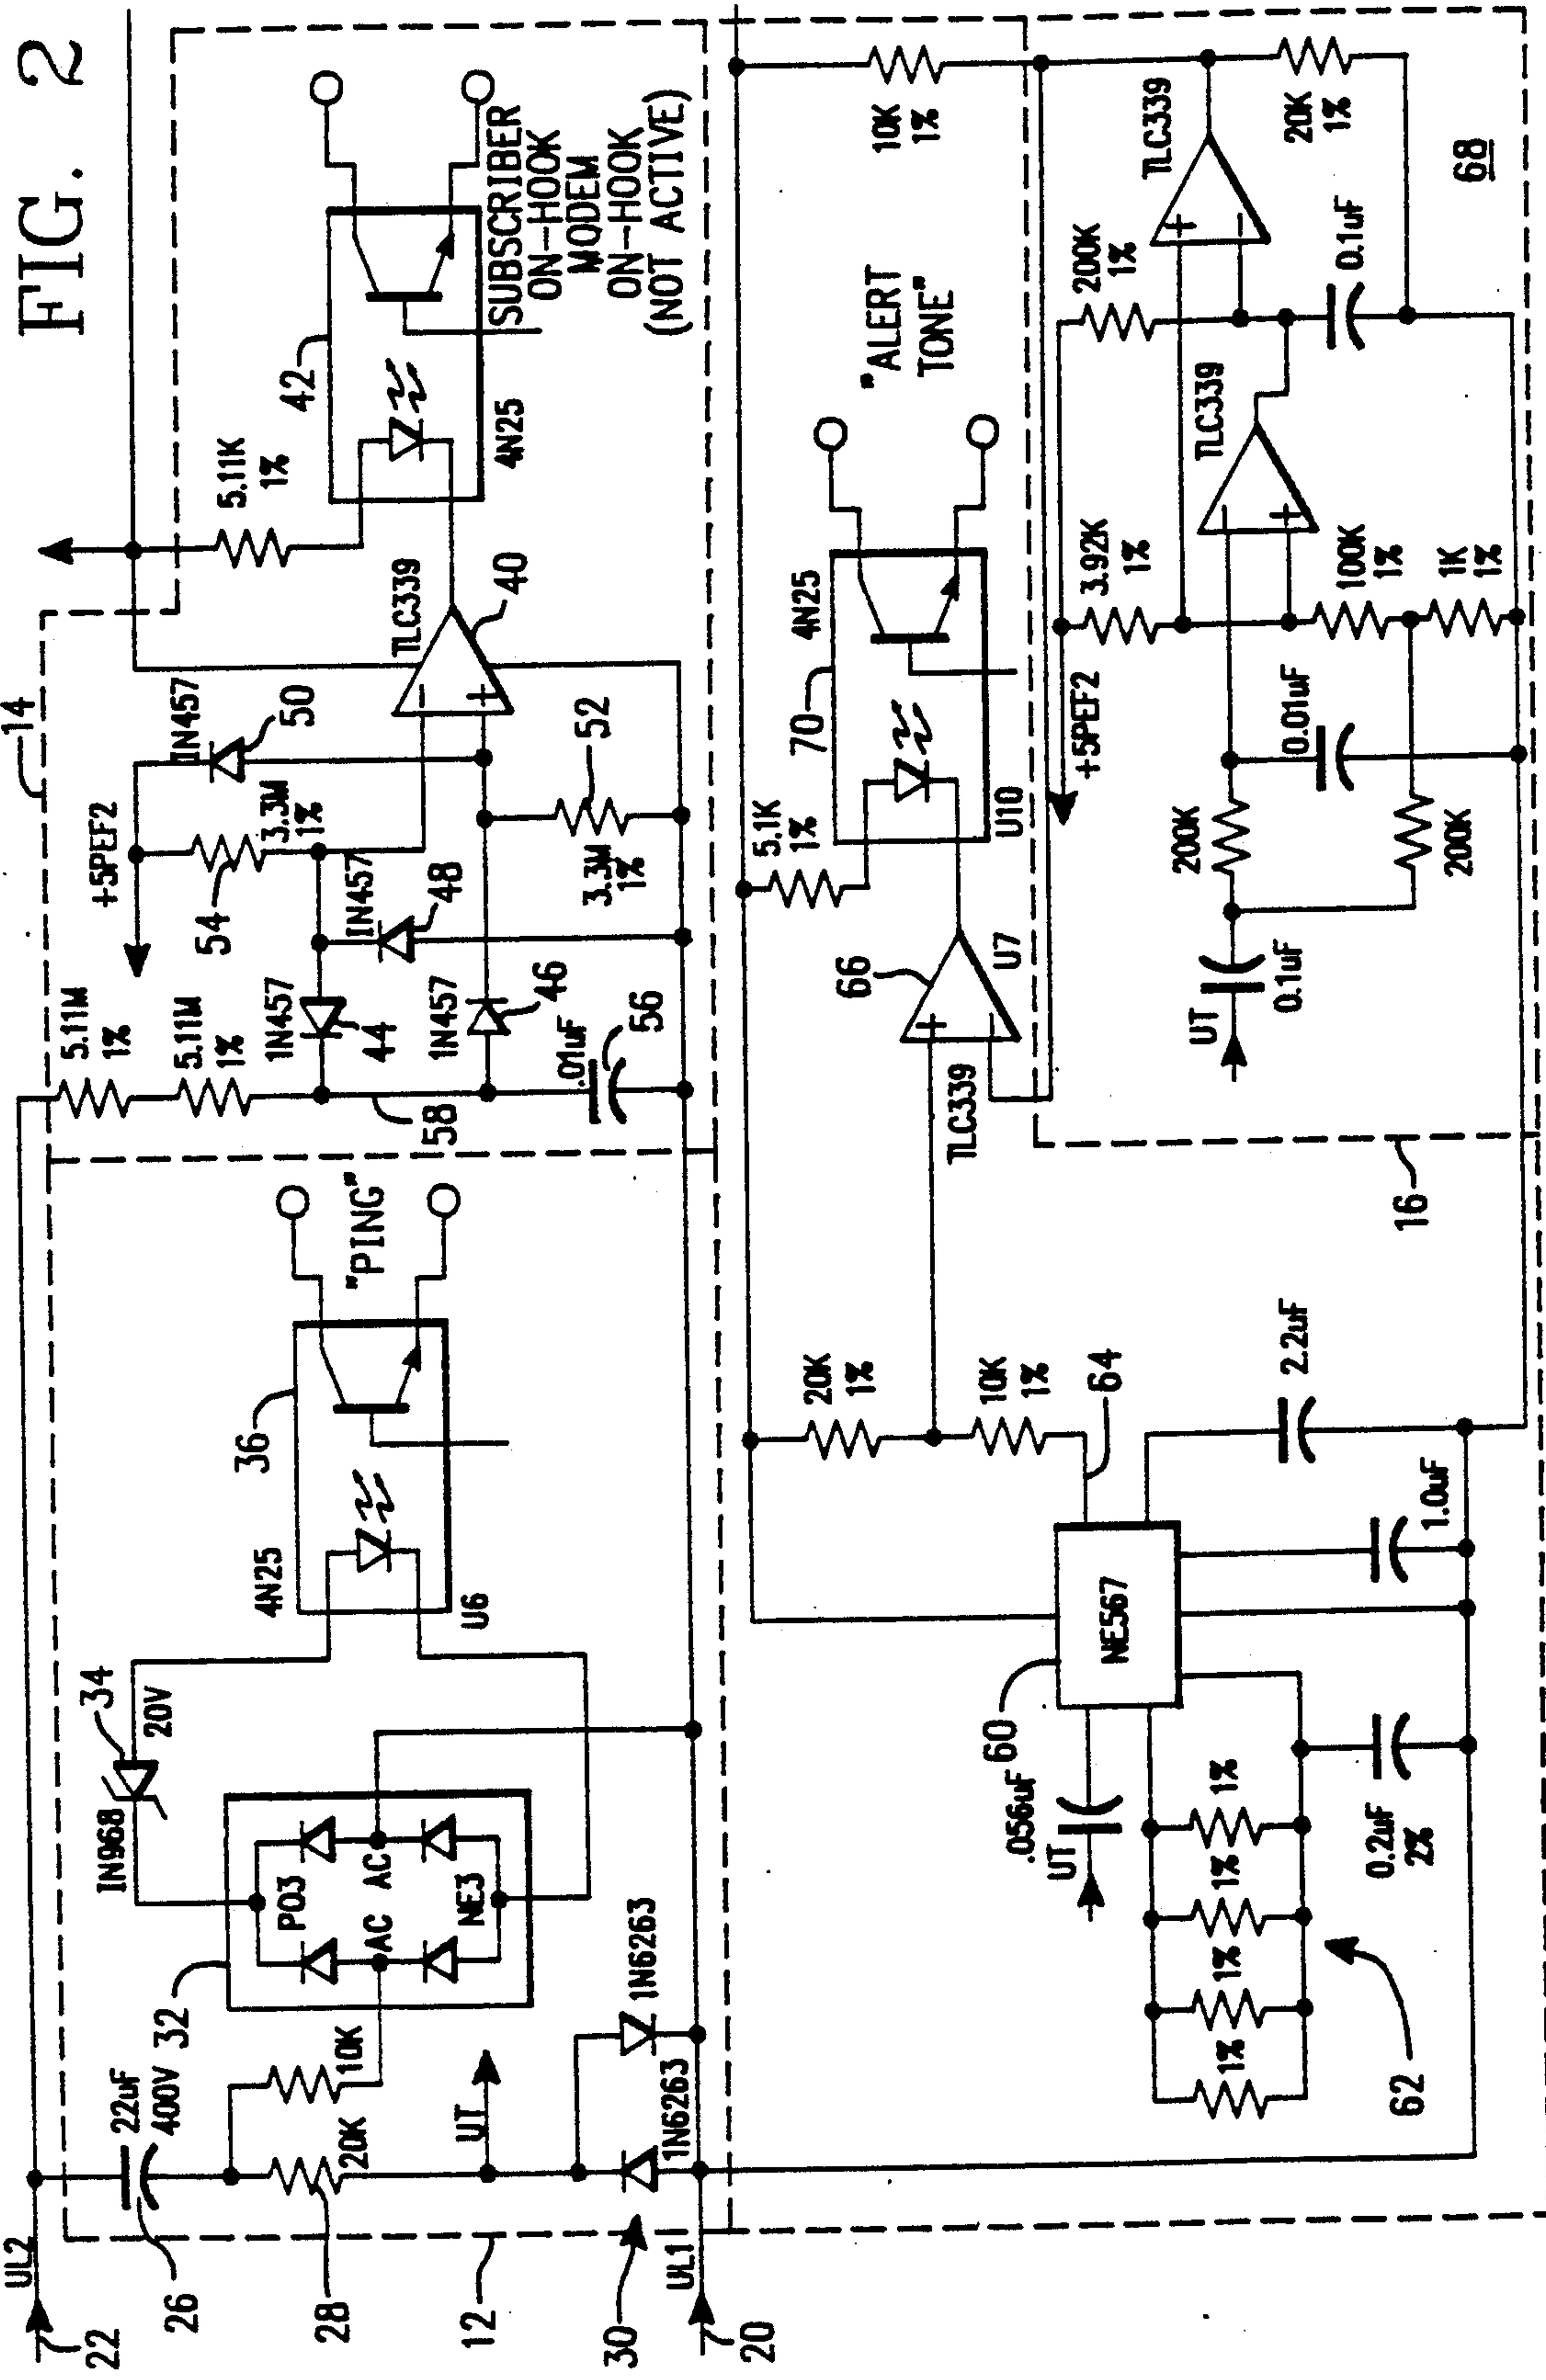 FIG. 2
UL2
22
26
22uF
400V
28
20K
10K
32
PO3
AC
AC
NE3
IN968
34
20V
4N25
36
U6
"PING"
UT
12
30
1N6263
1N6263
UL1
20
14
5.11M
1%
5.11M
1%
1N457
44
1N457
46
58
.01uF
56
+5PEF2
54
3.3M
1%
IN457
48
IN457
50
3.3M
1%
52
TLC339
40
5.11K
1%
42
4N25
SUBSCRIBER
ON-HOOK
MODEM
ON-HOOK
(NOT ACTIVE)
60
NE567
UT
.056uF
1%
1%
1%
1%
62
0.2uF
2%
1.0uF
2.2uF
64
20K
1%
10K
1%
16
66
TLC339
U7
5.1K
1%
70
4N25
U10
"ALERT
TONE"
10K
1%
+5PEF2
UT
0.1uF
200K
200K
0.01uF
3.92K
1%
100K
1%
1K
1%
TLC339
200K
1%
0.1uF
TLC339
20K
1%
68